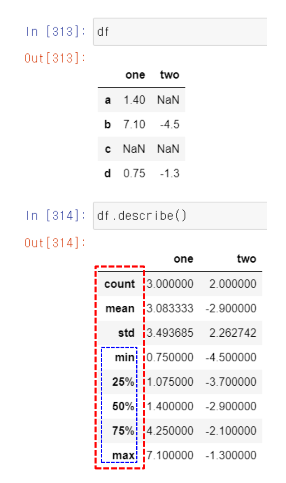 In [313]: df
Out[313]:
one two
a 1.40 NaN
b 7.10 -4.5
c NaN NaN
d 0.75 -1.3
In [314]: df.describe()
Out[314]:
one two
count 3.000000 2.000000
mean 3.083333 -2.900000
std 3.493685 2.262742
min 0.750000 -4.500000
25% 1.075000 -3.700000
50% 1.400000 -2.900000
75% 4.250000 -2.100000
max 7.100000 -1.300000